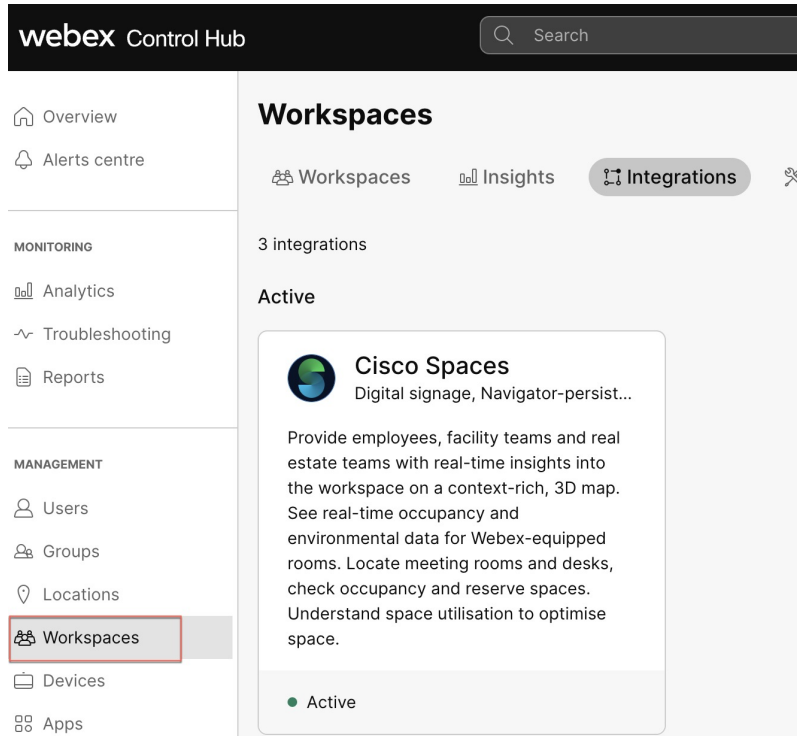 webex Control Hub
Search
Overview
Alerts centre
MONITORING
Analytics
Troubleshooting
Reports
MANAGEMENT
Users
Groups
Locations
Workspaces
Devices
Apps
Workspaces
Workspaces Insights Integrations
3 integrations
Active
Cisco Spaces
Digital signage, Navigator-persist...
Provide employees, facility teams and real
estate teams with real-time insights into
the workspace on a context-rich, 3D map.
See real-time occupancy and
environmental data for Webex-equipped
rooms. Locate meeting rooms and desks,
check occupancy and reserve spaces.
Understand space utilisation to optimise
space.
Active